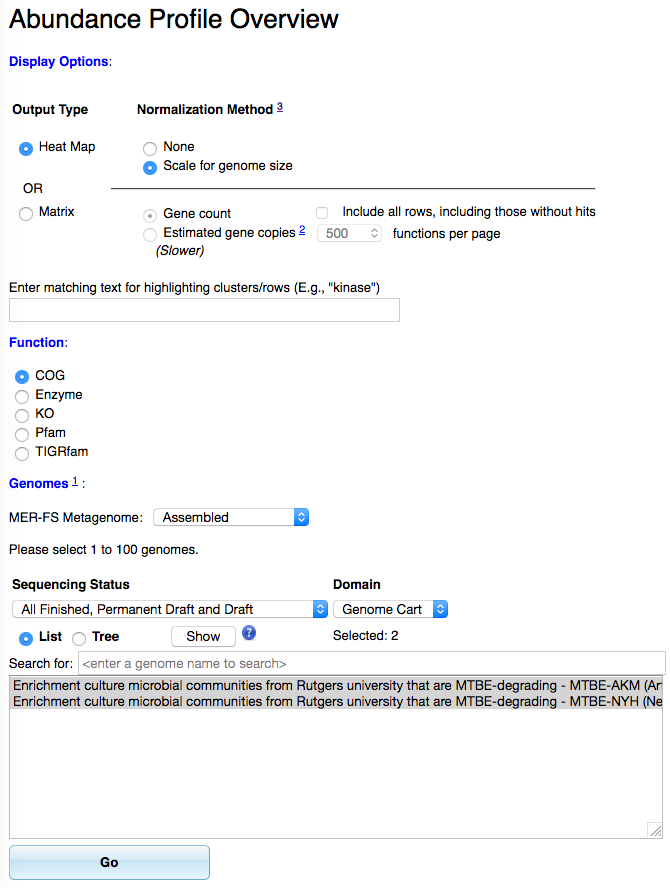 Abundance Profile Overview
Display Options:
Output Type Normalization Method 3
Heat Map None
Scale for genome size
OR
Matrix Gene count Include all rows, including those without hits
Estimated gene copies 2 500 functions per page
(Slower)
Enter matching text for highlighting clusters/rows (E.g., "kinase")
Function:
COG
Enzyme
KO
Pfam
TIGRfam
Genomes 1 :
MER-FS Metagenome: Assembled
Please select 1 to 100 genomes.
Sequencing Status Domain
All Finished, Permanent Draft and Draft Genome Cart
List Tree Show ? Selected: 2
Search for: <enter a genome name to search>
Enrichment culture microbial communities from Rutgers university that are MTBE-degrading - MTBE-AKM (Ar
Enrichment culture microbial communities from Rutgers university that are MTBE-degrading - MTBE-NYH (Ne
Go